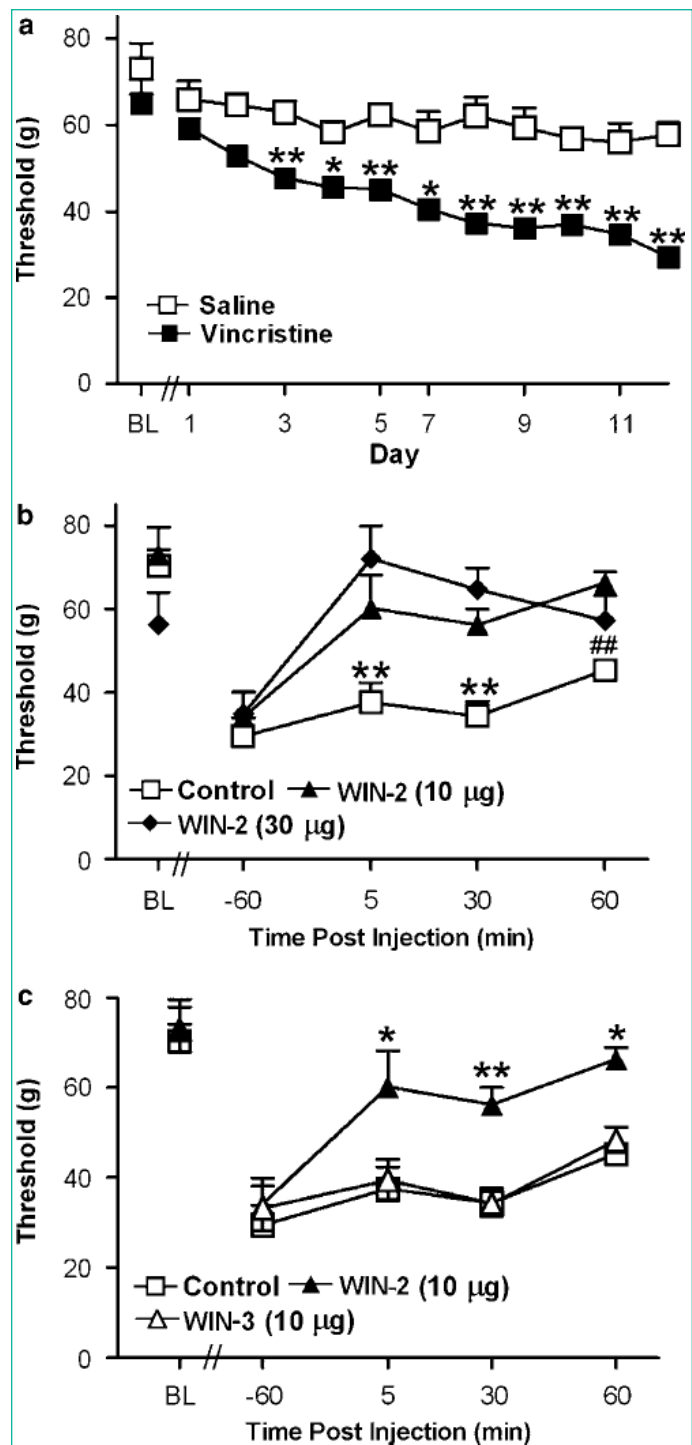 a
80
60
40
20
0
Threshold (g)
** * ** * ** ** ** ** **
Saline
Vincristine
BL 1 3 5 7 9 11
Day
b
80
60
40
20
0
Threshold (g)
** ** ##
Control WIN-2 (10 μg)
WIN-2 (30 μg)
BL -60 5 30 60
Time Post Injection (min)
c
80
60
40
20
0
Threshold (g)
* ** *
Control WIN-2 (10 μg)
WIN-3 (10 μg)
BL -60 5 30 60
Time Post Injection (min)